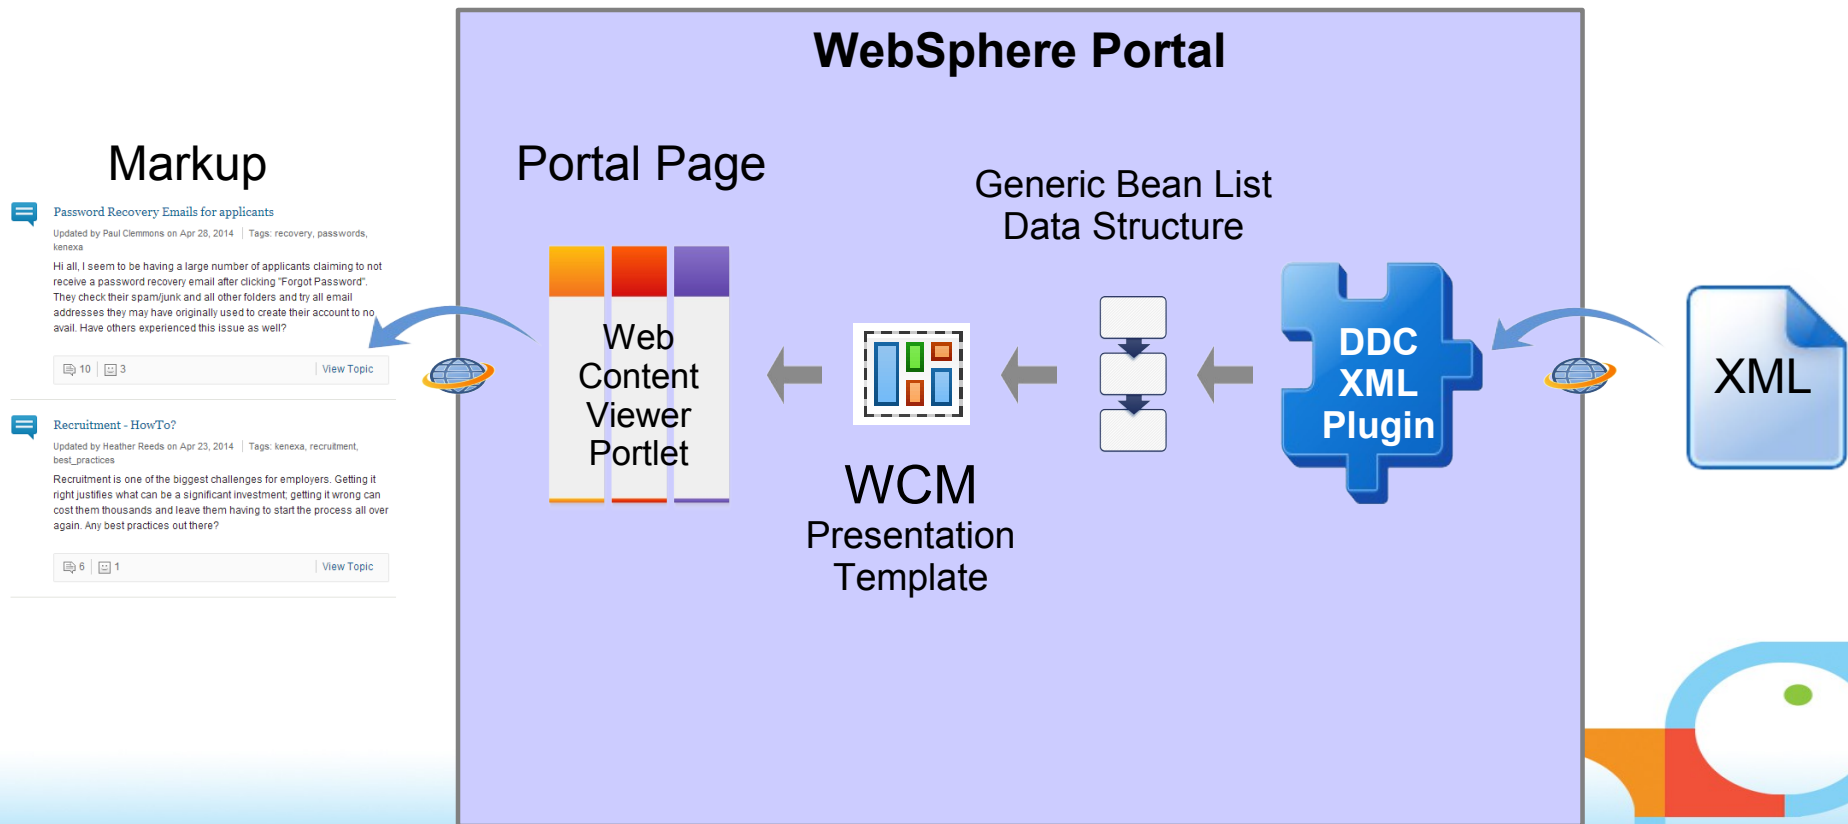 WebSphere Portal
Markup
Password Recovery Emails for applicants
Updated by Paul Clemmons on Apr 28, 2014 | Tags: recovery, passwords,
kenexa
Hi all, I seem to be having a large number of applicants claiming to not
receive a password recovery email after clicking "Forgot Password".
They check their spam/junk and all other folders and try all email
addresses they may have originally used to create their account to no
avail. Have others experienced this issue as well?
10 | 3 | View Topic
Recruitment - HowTo?
Updated by Heather Reeds on Apr 23, 2014 | Tags: kenexa, recruitment,
best_practices
Recruitment is one of the biggest challenges for employers. Getting it
right justifies what can be a significant investment; getting it wrong can
cost them thousands and leave them having to start the process all over
again. Any best practices out there?
6 | 1 | View Topic
Portal Page
Web
Content
Viewer
Portlet
WCM
Presentation
Template
Generic Bean List
Data Structure
DDC
XML
Plugin
XML